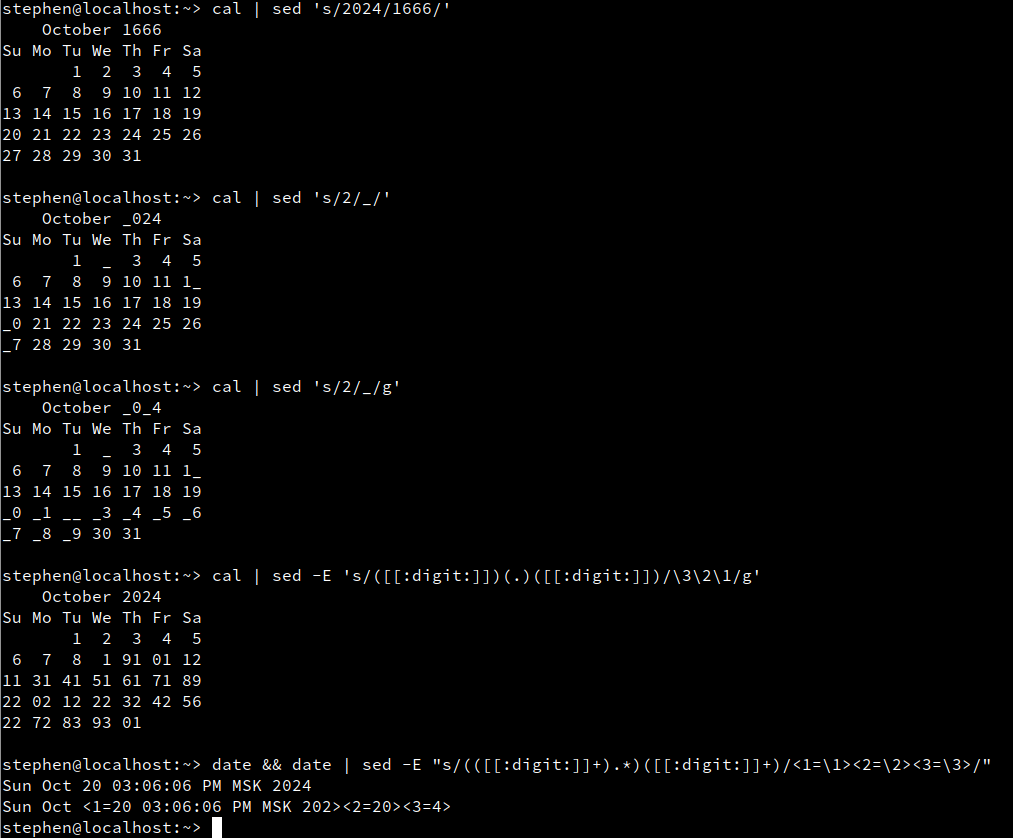 stephen@localhost:~> cal | sed 's/2024/1666/'
    October 1666
Su Mo Tu We Th Fr Sa
       1  2  3  4  5
 6  7  8  9 10 11 12
13 14 15 16 17 18 19
20 21 22 23 24 25 26
27 28 29 30 31

stephen@localhost:~> cal | sed 's/2/_/'
    October _024
Su Mo Tu We Th Fr Sa
       1  _  3  4  5
 6  7  8  9 10 11 1_
13 14 15 16 17 18 19
_0 21 22 23 24 25 26
_7 28 29 30 31

stephen@localhost:~> cal | sed 's/2/_/g'
    October _0_4
Su Mo Tu We Th Fr Sa
       1  _  3  4  5
 6  7  8  9 10 11 1_
13 14 15 16 17 18 19
_0 _1 __ _3 _4 _5 _6
_7 _8 _9 30 31

stephen@localhost:~> cal | sed -E 's/([[:digit:]])(.)([[:digit:]])/\3\2\1/g'
    October 2024
Su Mo Tu We Th Fr Sa
       1  2  3  4  5
 6  7  8  1 91 01 12
11 31 41 51 61 71 89
22 02 12 22 32 42 56
22 72 83 93 01

stephen@localhost:~> date && date | sed -E "s/(([[:digit:]]+).*)([[:digit:]]+)/<1=\1><2=\2><3=\3>/"
Sun Oct 20 03:06:06 PM MSK 2024
Sun Oct <1=20 03:06:06 PM MSK 202><2=20><3=4>
stephen@localhost:~>